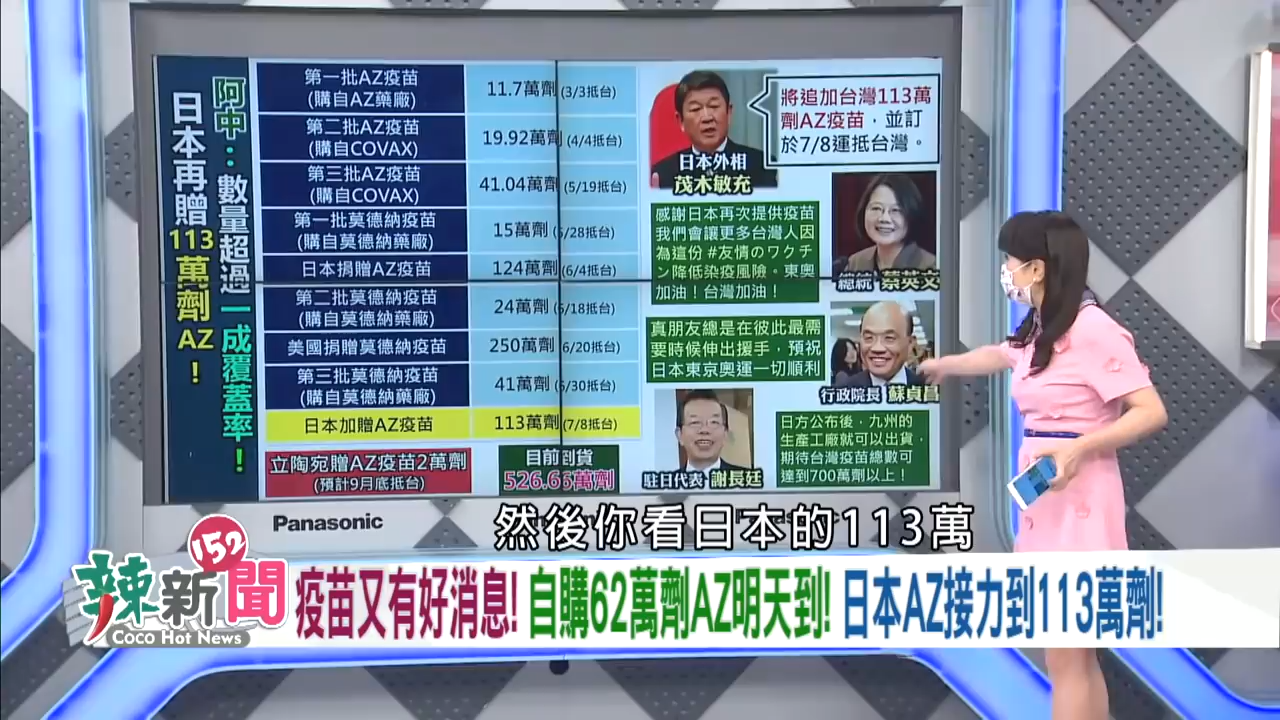 阿中：數量超過一成覆蓋率！
日本再贈113萬劑AZ！
第一批AZ疫苗
(購自AZ藥廠)
11.7萬劑(3/3抵台)
第二批AZ疫苗
(購自COVAX)
19.92萬劑(4/4抵台)
第三批AZ疫苗
(購自COVAX)
41.04萬劑(5/19抵台)
第一批莫德納疫苗
(購自莫德納藥廠)
15萬劑(5/28抵台)
日本捐贈AZ疫苗
124萬劑(6/4抵台)
第二批莫德納疫苗
(購自莫德納藥廠)
24萬劑(6/18抵台)
美國捐贈莫德納疫苗
250萬劑(6/20抵台)
第三批莫德納疫苗
(購自莫德納藥廠)
41萬劑(6/30抵台)
日本加贈AZ疫苗
113萬劑(7/8抵台)
立陶宛贈AZ疫苗2萬劑
(預計9月底抵台)
目前到貨
526.66萬劑
將追加台灣113萬
劑AZ疫苗，並訂
於7/8運抵台灣。
日本外相
茂木敏充
感謝日本再次提供疫苗
我們會讓更多台灣人因
為這份 #友情のワクチ
ン降低染疫風險。東奧
加油！台灣加油！
總統 蔡英文
真朋友總是在彼此最需
要時候伸出援手，預祝
日本東京奧運一切順利
行政院長 蘇貞昌
駐日代表 謝長廷
日方公布後，九州的
生產工廠就可以出貨，
期待台灣疫苗總數可
達到700萬劑以上！
Panasonic
然後你看日本的113萬
152
辣新聞
Coco Hot News
疫苗又有好消息! 自購62萬劑AZ明天到! 日本AZ接力到113萬劑!